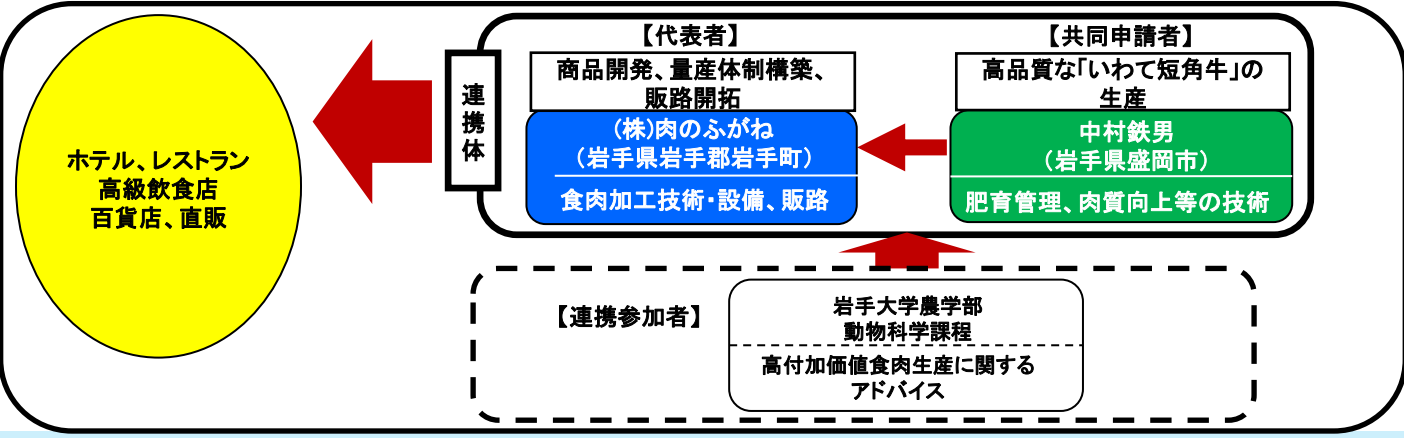 ホテル、レストラン
高級飲食店
百貨店、直販
連携体
【代表者】
商品開発、量産体制構築、
販路開拓
(株)肉のふがね
(岩手県岩手郡岩手町)
食肉加工技術・設備、販路
【共同申請者】
高品質な「いわて短角牛」の
生産
中村鉄男
(岩手県盛岡市)
肥育管理、肉質向上等の技術
【連携参加者】
岩手大学農学部
動物科学課程
高付加価値食肉生産に関する
アドバイス